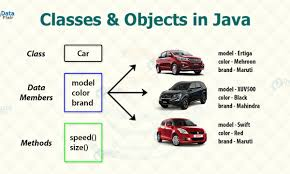 Data
Flair
Classes & Objects in Java
Class
Car
Data
Members
model
color
brand
Methods
speed()
size()
model - Ertiga
color - Mehroon
brand - Maruti
model - XUV500
color - Black
brand - Mahindra
model - Swift
color - Red
brand - Maruti